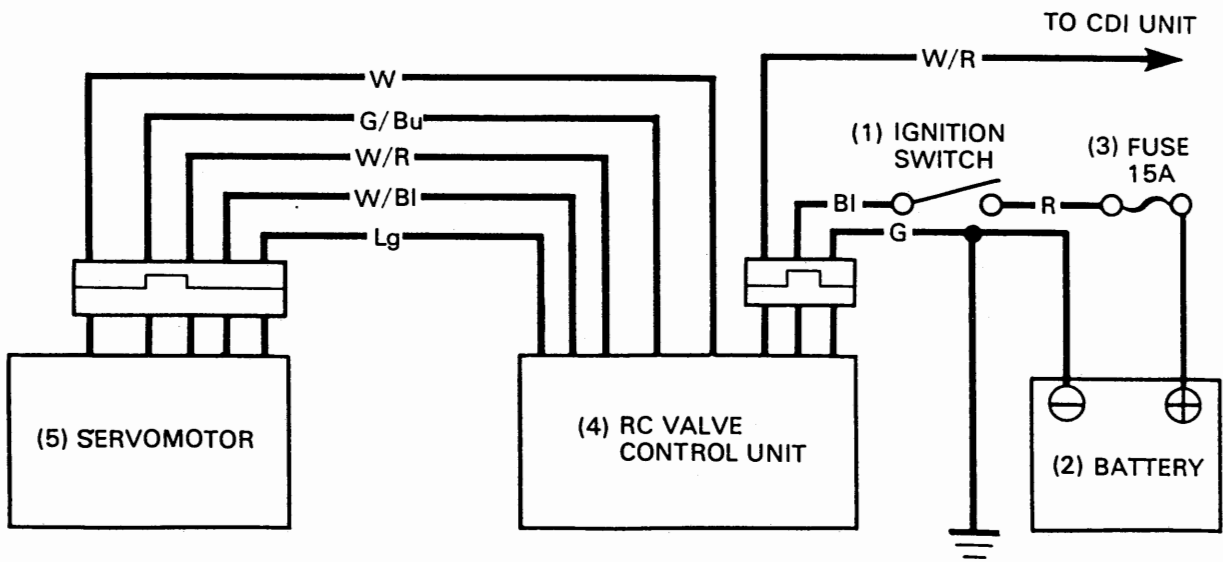 TO CDI UNIT
W/R
W
G/Bu
W/R
W/Bl
Lg
(1) IGNITION
SWITCH
(3) FUSE
15A
Bl
R
G
(5) SERVOMOTOR
(4) RC VALVE
CONTROL UNIT
(2) BATTERY